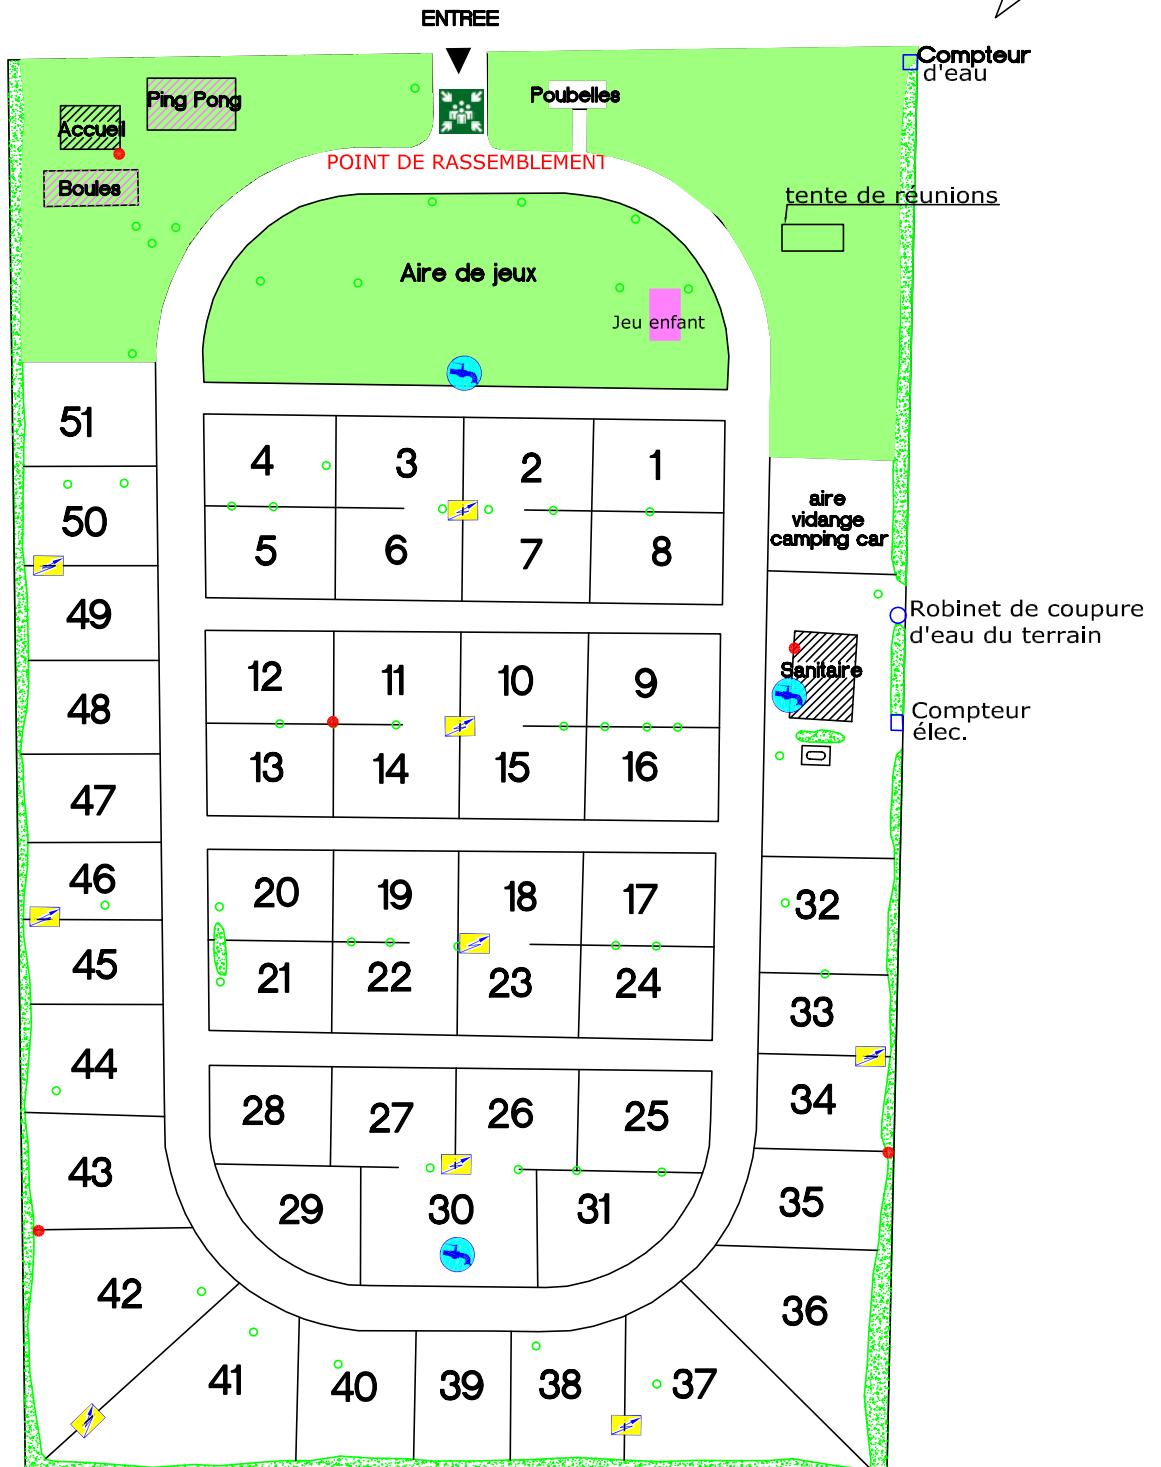 ENTREE
Compteur
d'eau
Ping Pong
Poubelles
Accueil
POINT DE RASSEMBLEMENT
Boules
tente de réunions
Aire de jeux
Jeu enfant
51
4 3 2 1
50
aire
vidange
camping car
5 6 7 8
49
Robinet de coupure
d'eau du terrain
12 11 10 9
Sanitaire
48
Compteur
élec.
13 14 15 16
47
46
20 19 18 17
32
45
21 22 23 24
33
44
28 27 26 25
34
43
29 30 31
35
42
36
41 40 39 38 37